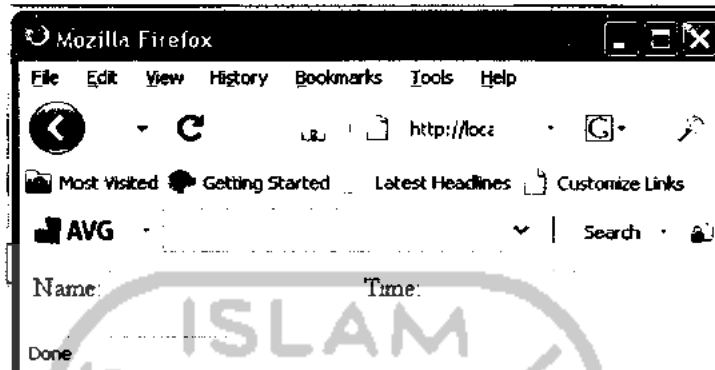 Mozilla Firefox
File Edit View History Bookmarks Tools Help
http://loca G
Most Visited Getting Started Latest Headlines Customize Links
AVG Search
Name: Time:
ISLAM
Done